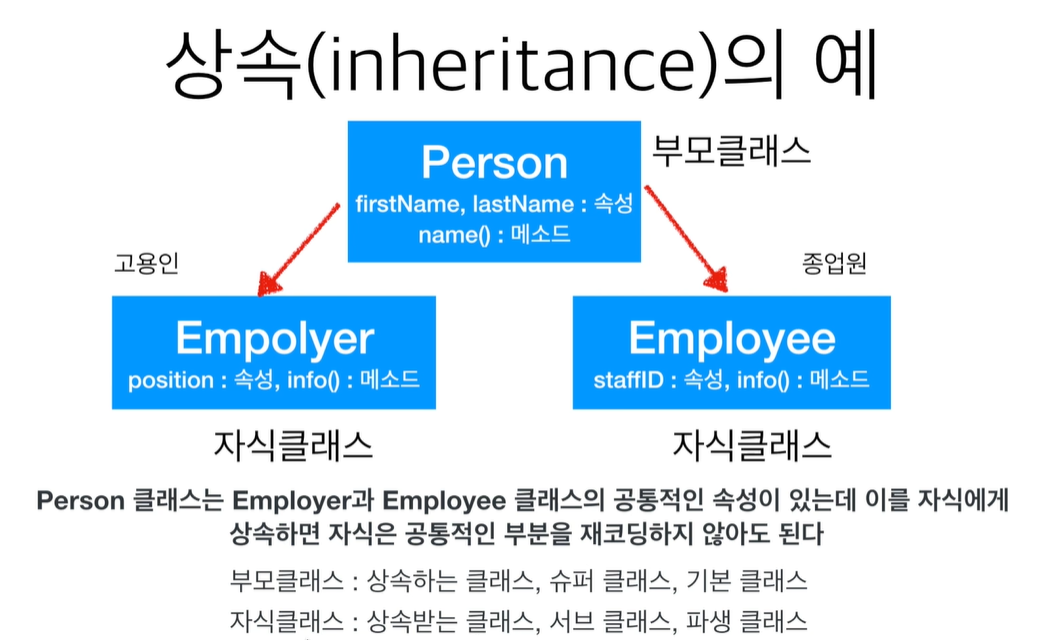 상속(inheritance)의 예
Person
부모클래스
firstName, lastName : 속성
name() : 메소드
고용인
종업원
Empolyer
position : 속성, info() : 메소드
Employee
staffID : 속성, info() : 메소드
자식클래스
자식클래스
Person 클래스는 Employer과 Employee 클래스의 공통적인 속성이 있는데 이를 자식에게
상속하면 자식은 공통적인 부분을 재코딩하지 않아도 된다
부모클래스 : 상속하는 클래스, 슈퍼 클래스, 기본 클래스
자식클래스 : 상속받는 클래스, 서브 클래스, 파생 클래스